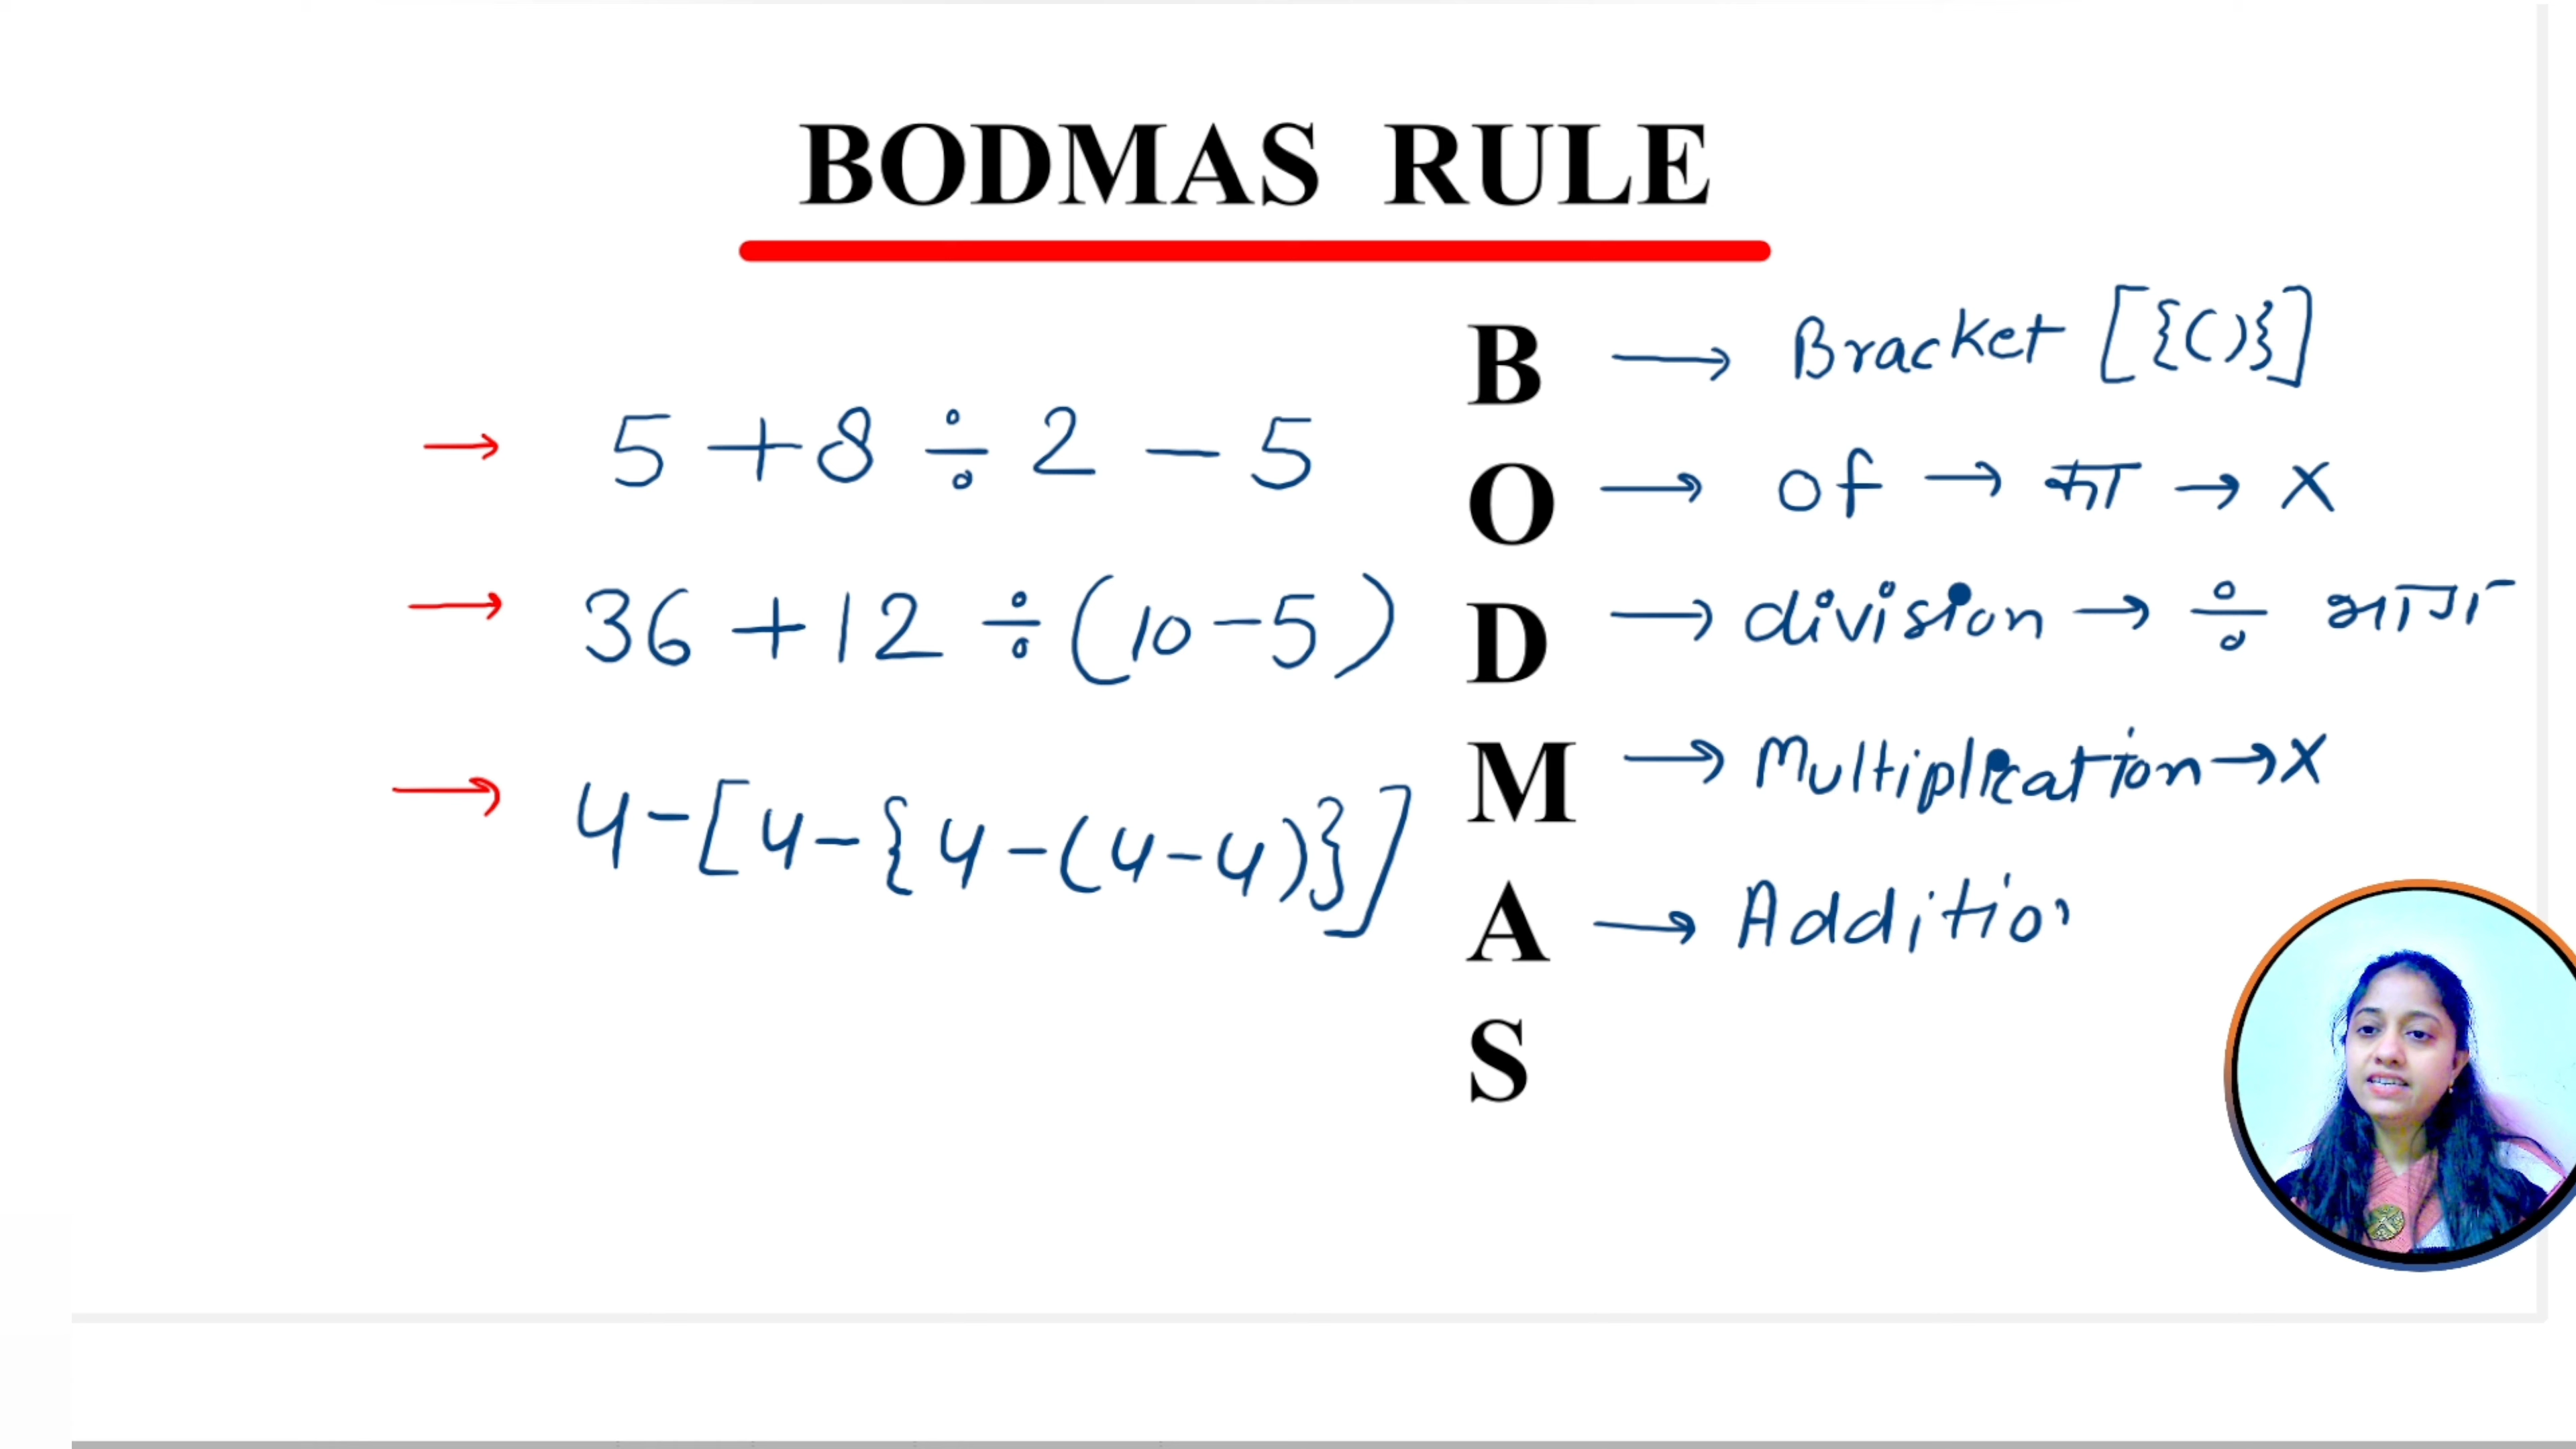 BODMAS RULE
5 + 8 ÷ 2 - 5
36 + 12 ÷ (10 - 5)
4 - [4 - {4 - (4 - 4)}]
B → Bracket [{()}]
O → of → का → x
D → division → ÷ भाग
M → Multiplication → x
A → Addition
S